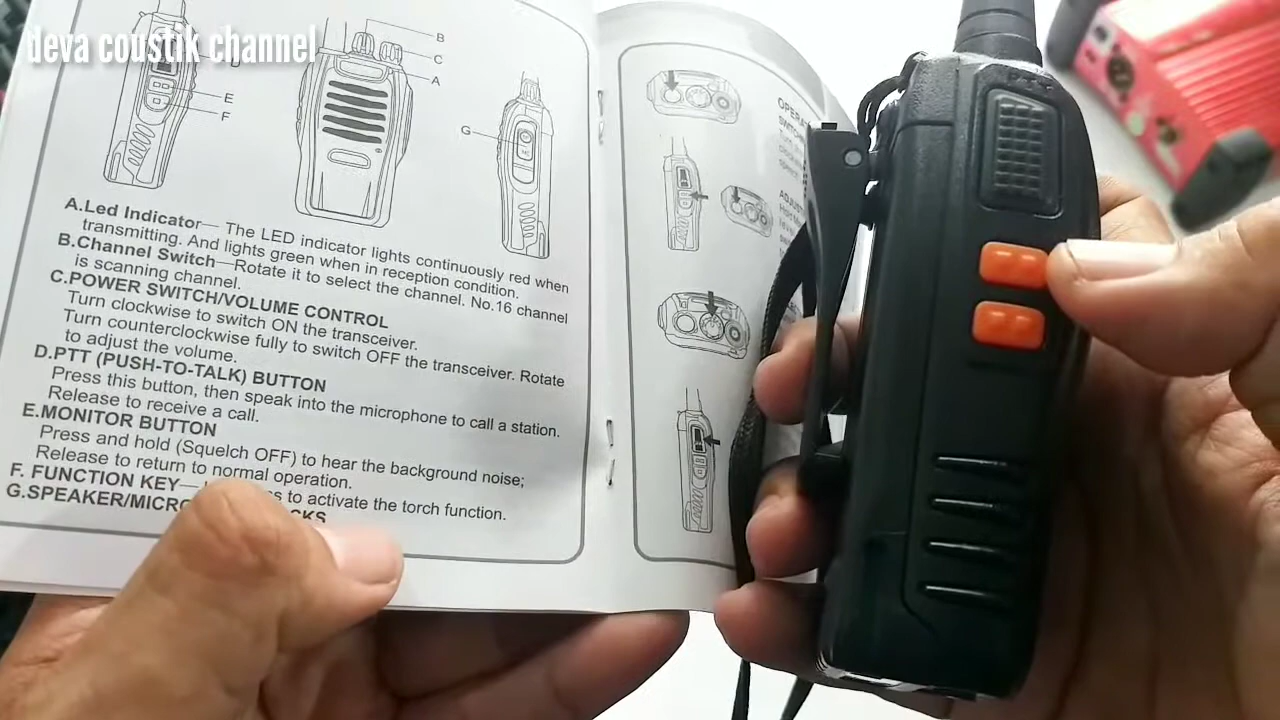 deva coustik channel
B
C
A
E
F
G
A.Led Indicator— The LED indicator lights continuously red when
transmitting. And lights green when in reception condition.
B.Channel Switch—Rotate it to select the channel. No.16 channel
is scanning channel.
C.POWER SWITCH/VOLUME CONTROL
Turn clockwise to switch ON the transceiver.
Turn counterclockwise fully to switch OFF the transceiver. Rotate
to adjust the volume.
D.PTT (PUSH-TO-TALK) BUTTON
Press this button, then speak into the microphone to call a station.
Release to receive a call.
E.MONITOR BUTTON
Press and hold (Squelch OFF) to hear the background noise;
Release to return to normal operation.
F. FUNCTION KEY— to activate the torch function.
G.SPEAKER/